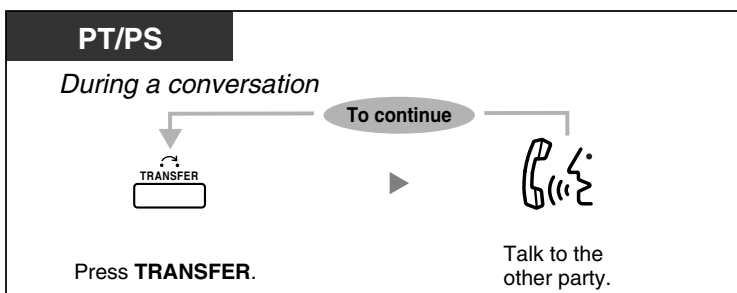 PT/PS
During a conversation
To continue
TRANSFER
Press TRANSFER.
Talk to the
other party.